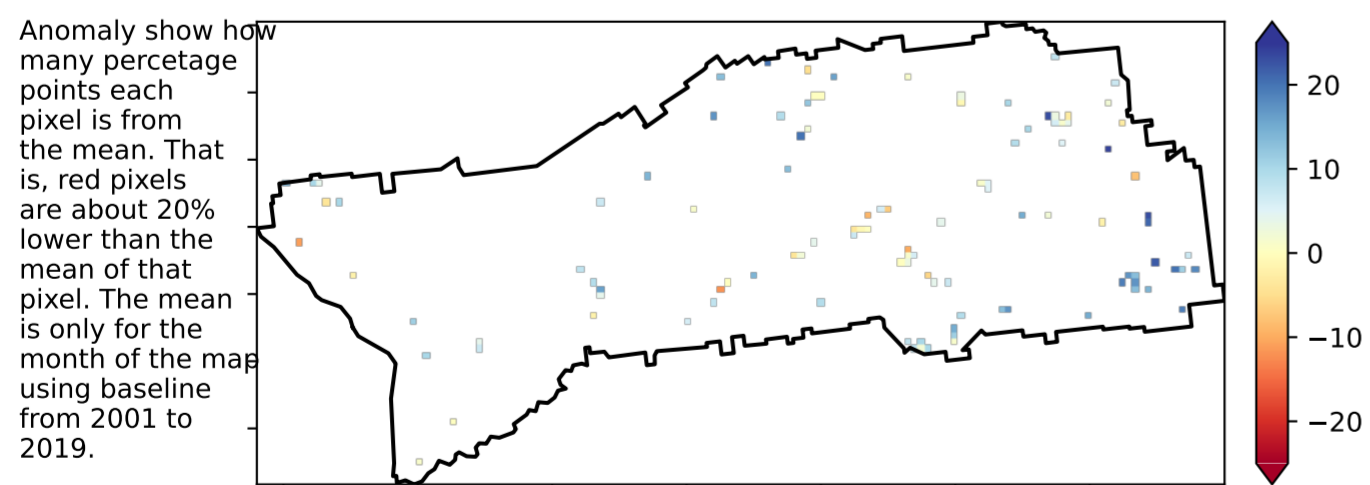 Anomaly show how
many percetage
points each
pixel is from
the mean. That
is, red pixels
are about 20%
lower than the
mean of that
pixel. The mean
is only for the
month of the map
using baseline
from 2001 to
2019.
20
10
0
−10
−20